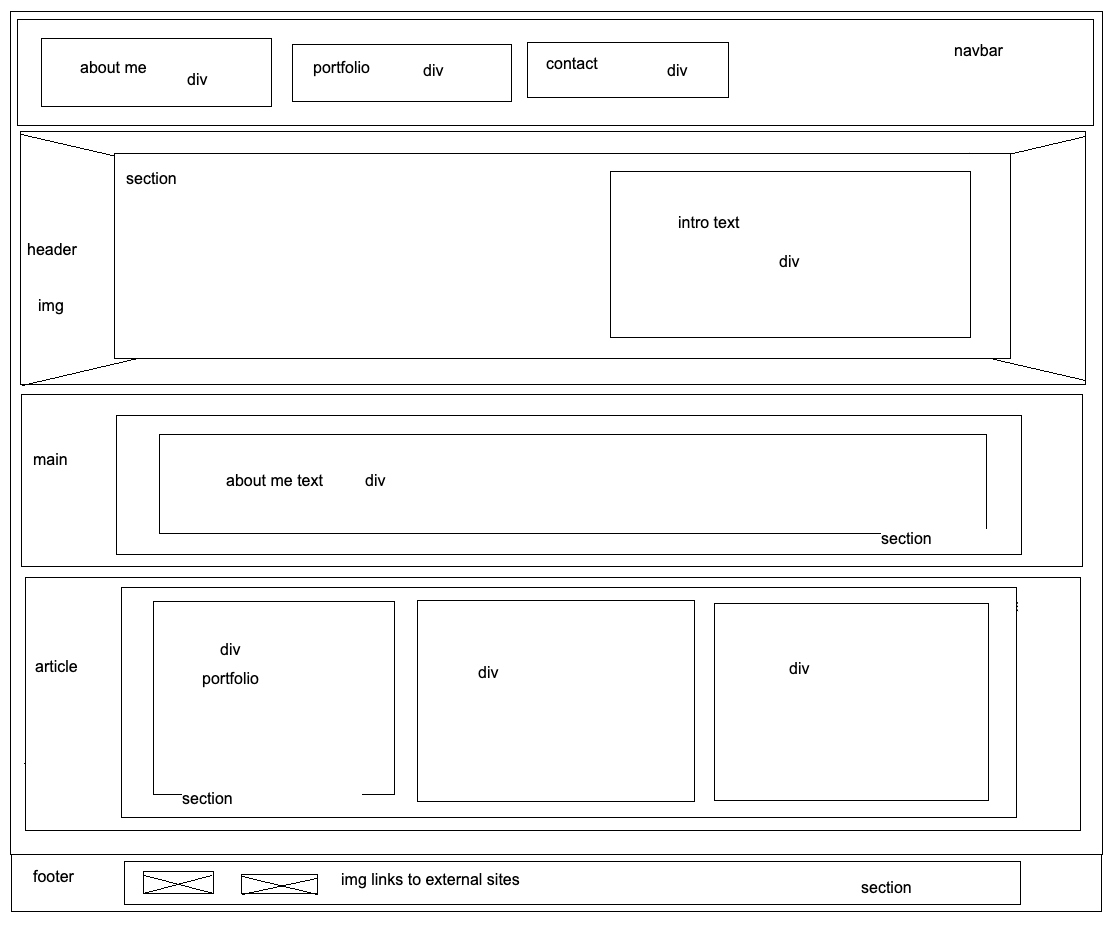 about me
div
portfolio
div
contact
div
navbar
section
header
img
intro text
div
main
about me text
div
section
article
div
portfolio
section
div
div
footer
img links to external sites
section